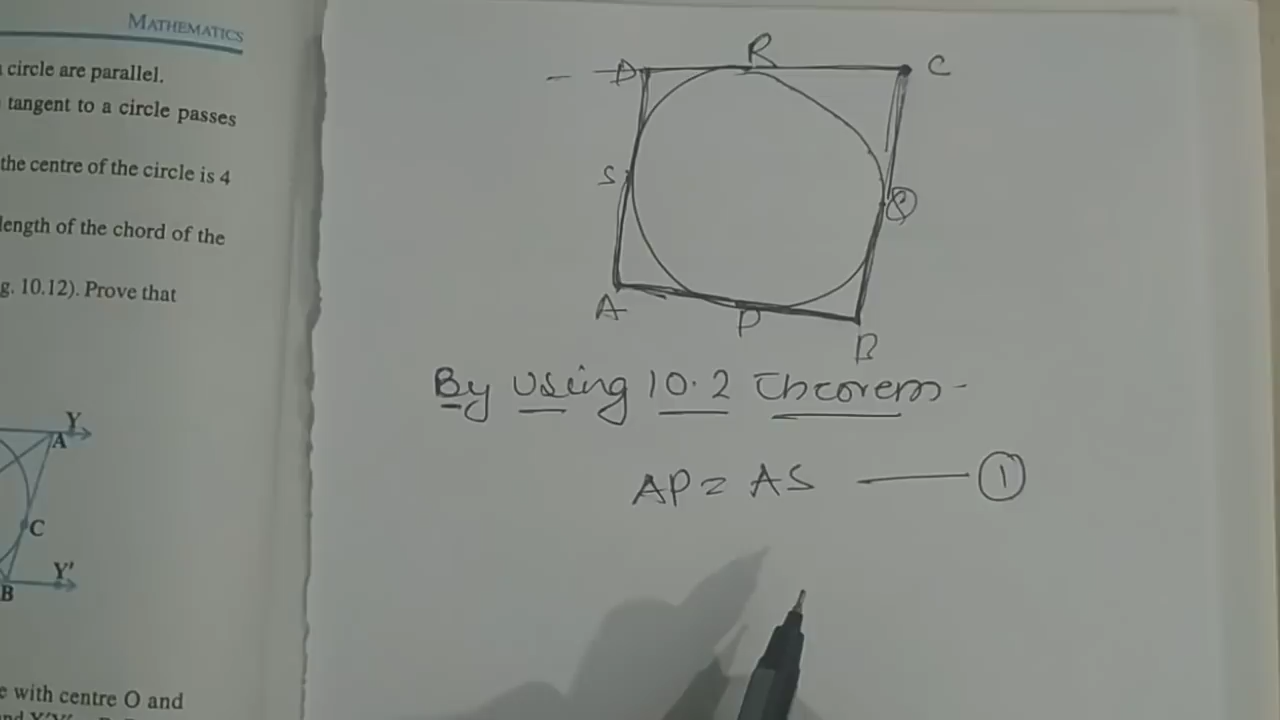 MATHEMATICS
circle are parallel.
tangent to a circle passes
the centre of the circle is 4
length of the chord of the
g. 10.12). Prove that
Y
A
C
Y'
B
e with centre O and
D R C
S Q
A P B
By Using 10.2 Theorem-
AP = AS —— ①